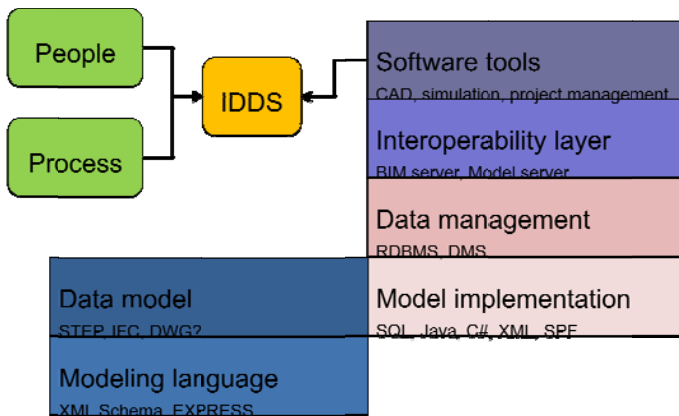 People
Process
IDDS
Software tools
CAD, simulation, project management
Interoperability layer
BIM server, Model server
Data management
RDBMS, DMS
Data model
STEP, IFC, DWG?
Model implementation
SQL, Java, C#, XML, SPF
Modeling language
XML Schema, EXPRESS